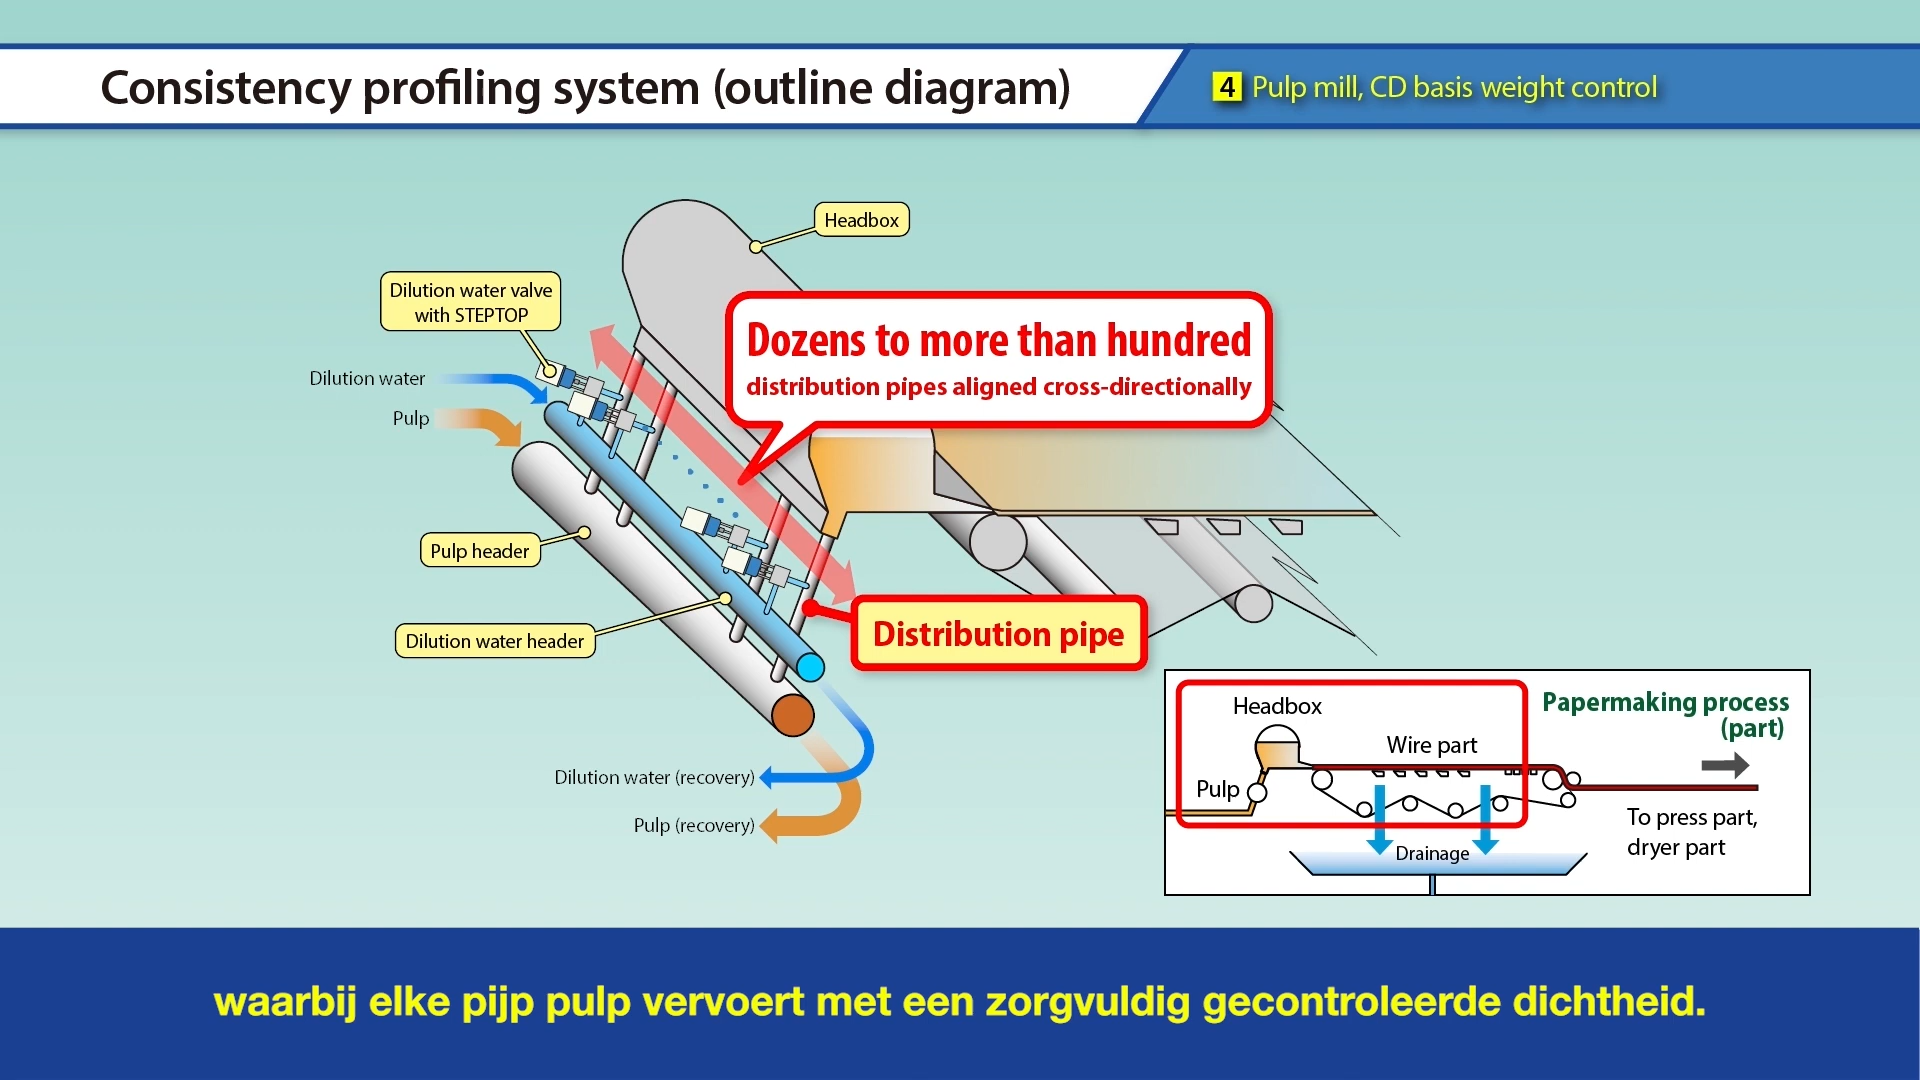 Consistency profiling system (outline diagram)
4 Pulp mill, CD basis weight control
Headbox
Dilution water valve
with STEPTOP
Dozens to more than hundred
distribution pipes aligned cross-directionally
Dilution water
Pulp
Pulp header
Dilution water header
Distribution pipe
Dilution water (recovery)
Pulp (recovery)
Papermaking process
(part)
Headbox
Wire part
Pulp
To press part,
dryer part
Drainage
waarbij elke pijp pulp vervoert met een zorgvuldig gecontroleerde dichtheid.